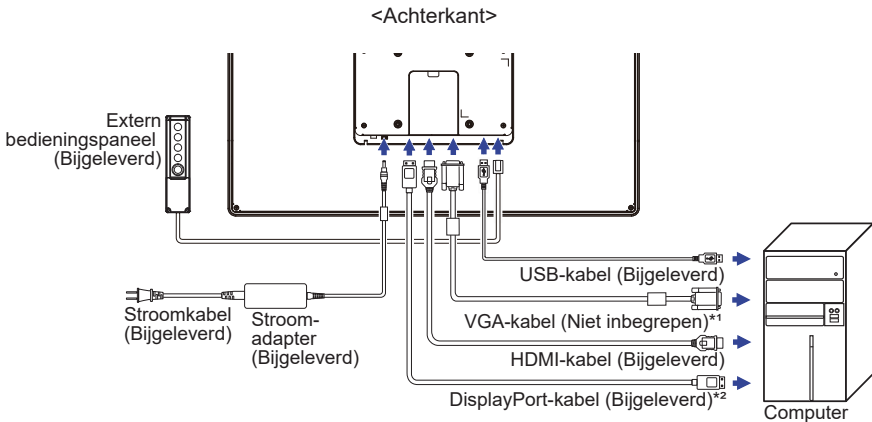 <Achterkant>
Extern
bedieningspaneel
(Bijgeleverd)
USB-kabel (Bijgeleverd)
Stroomkabel
(Bijgeleverd)
Stroom-
adapter
(Bijgeleverd)
VGA-kabel (Niet inbegrepen)*1
HDMI-kabel (Bijgeleverd)
DisplayPort-kabel (Bijgeleverd)*2
Computer